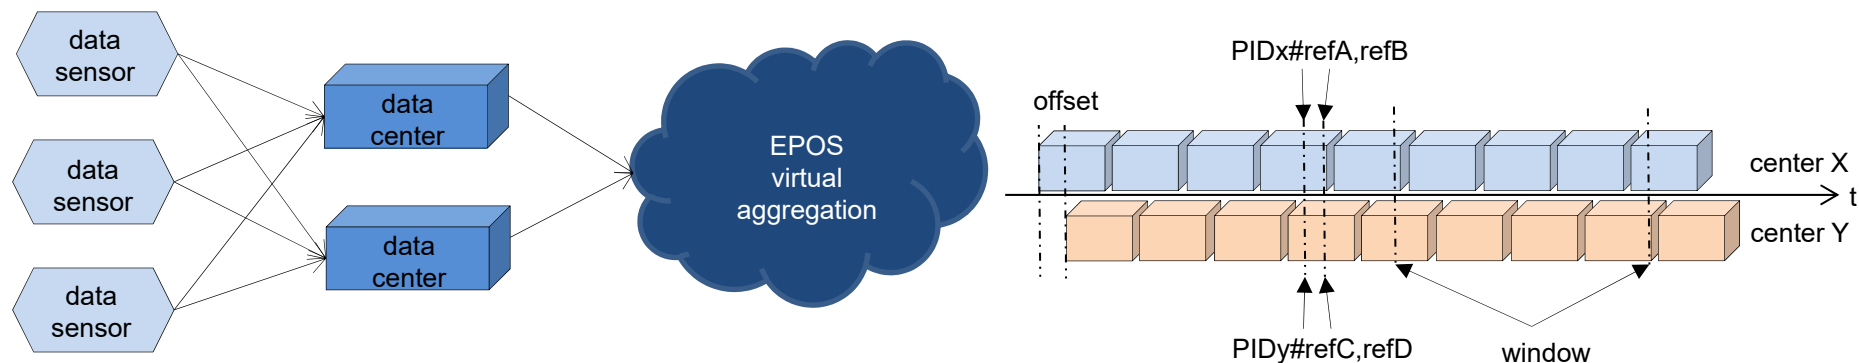 data
sensor
data
sensor
data
sensor
data
center
data
center
EPOS
virtual
aggregation
PIDx#refA,refB
offset
center X
t
center Y
PIDy#refC,refD
window